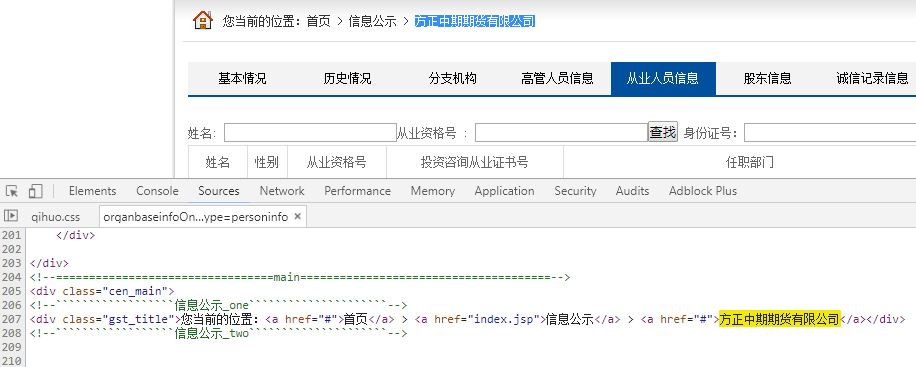 您当前的位置：首页 > 信息公示 > 方正中期期货有限公司
基本情况 历史情况 分支机构 高管人员信息 从业人员信息 股东信息 诚信记录信息
姓名: 从业资格号 : 查找 身份证号:
姓名 性别 从业资格号 投资咨询从业证书号 任职部门
Elements Console Sources Network Performance Memory Application Security Audits Adblock Plus
qihuo.css organbaseinfoOn...ype=personinfo ×
201 </div>
202
203 </div>
204 <!--=================================main======================================-->
205 <div class="cen_main">
206 <!--``````````````````信息公示_one`````````````````````-->
207 <div class="gst_title">您当前的位置：<a href="#">首页</a> > <a href="index.jsp">信息公示</a> > <a href="#">方正中期期货有限公司</a></div>
208 <!--``````````````````信息公示_two`````````````````````-->
209
210